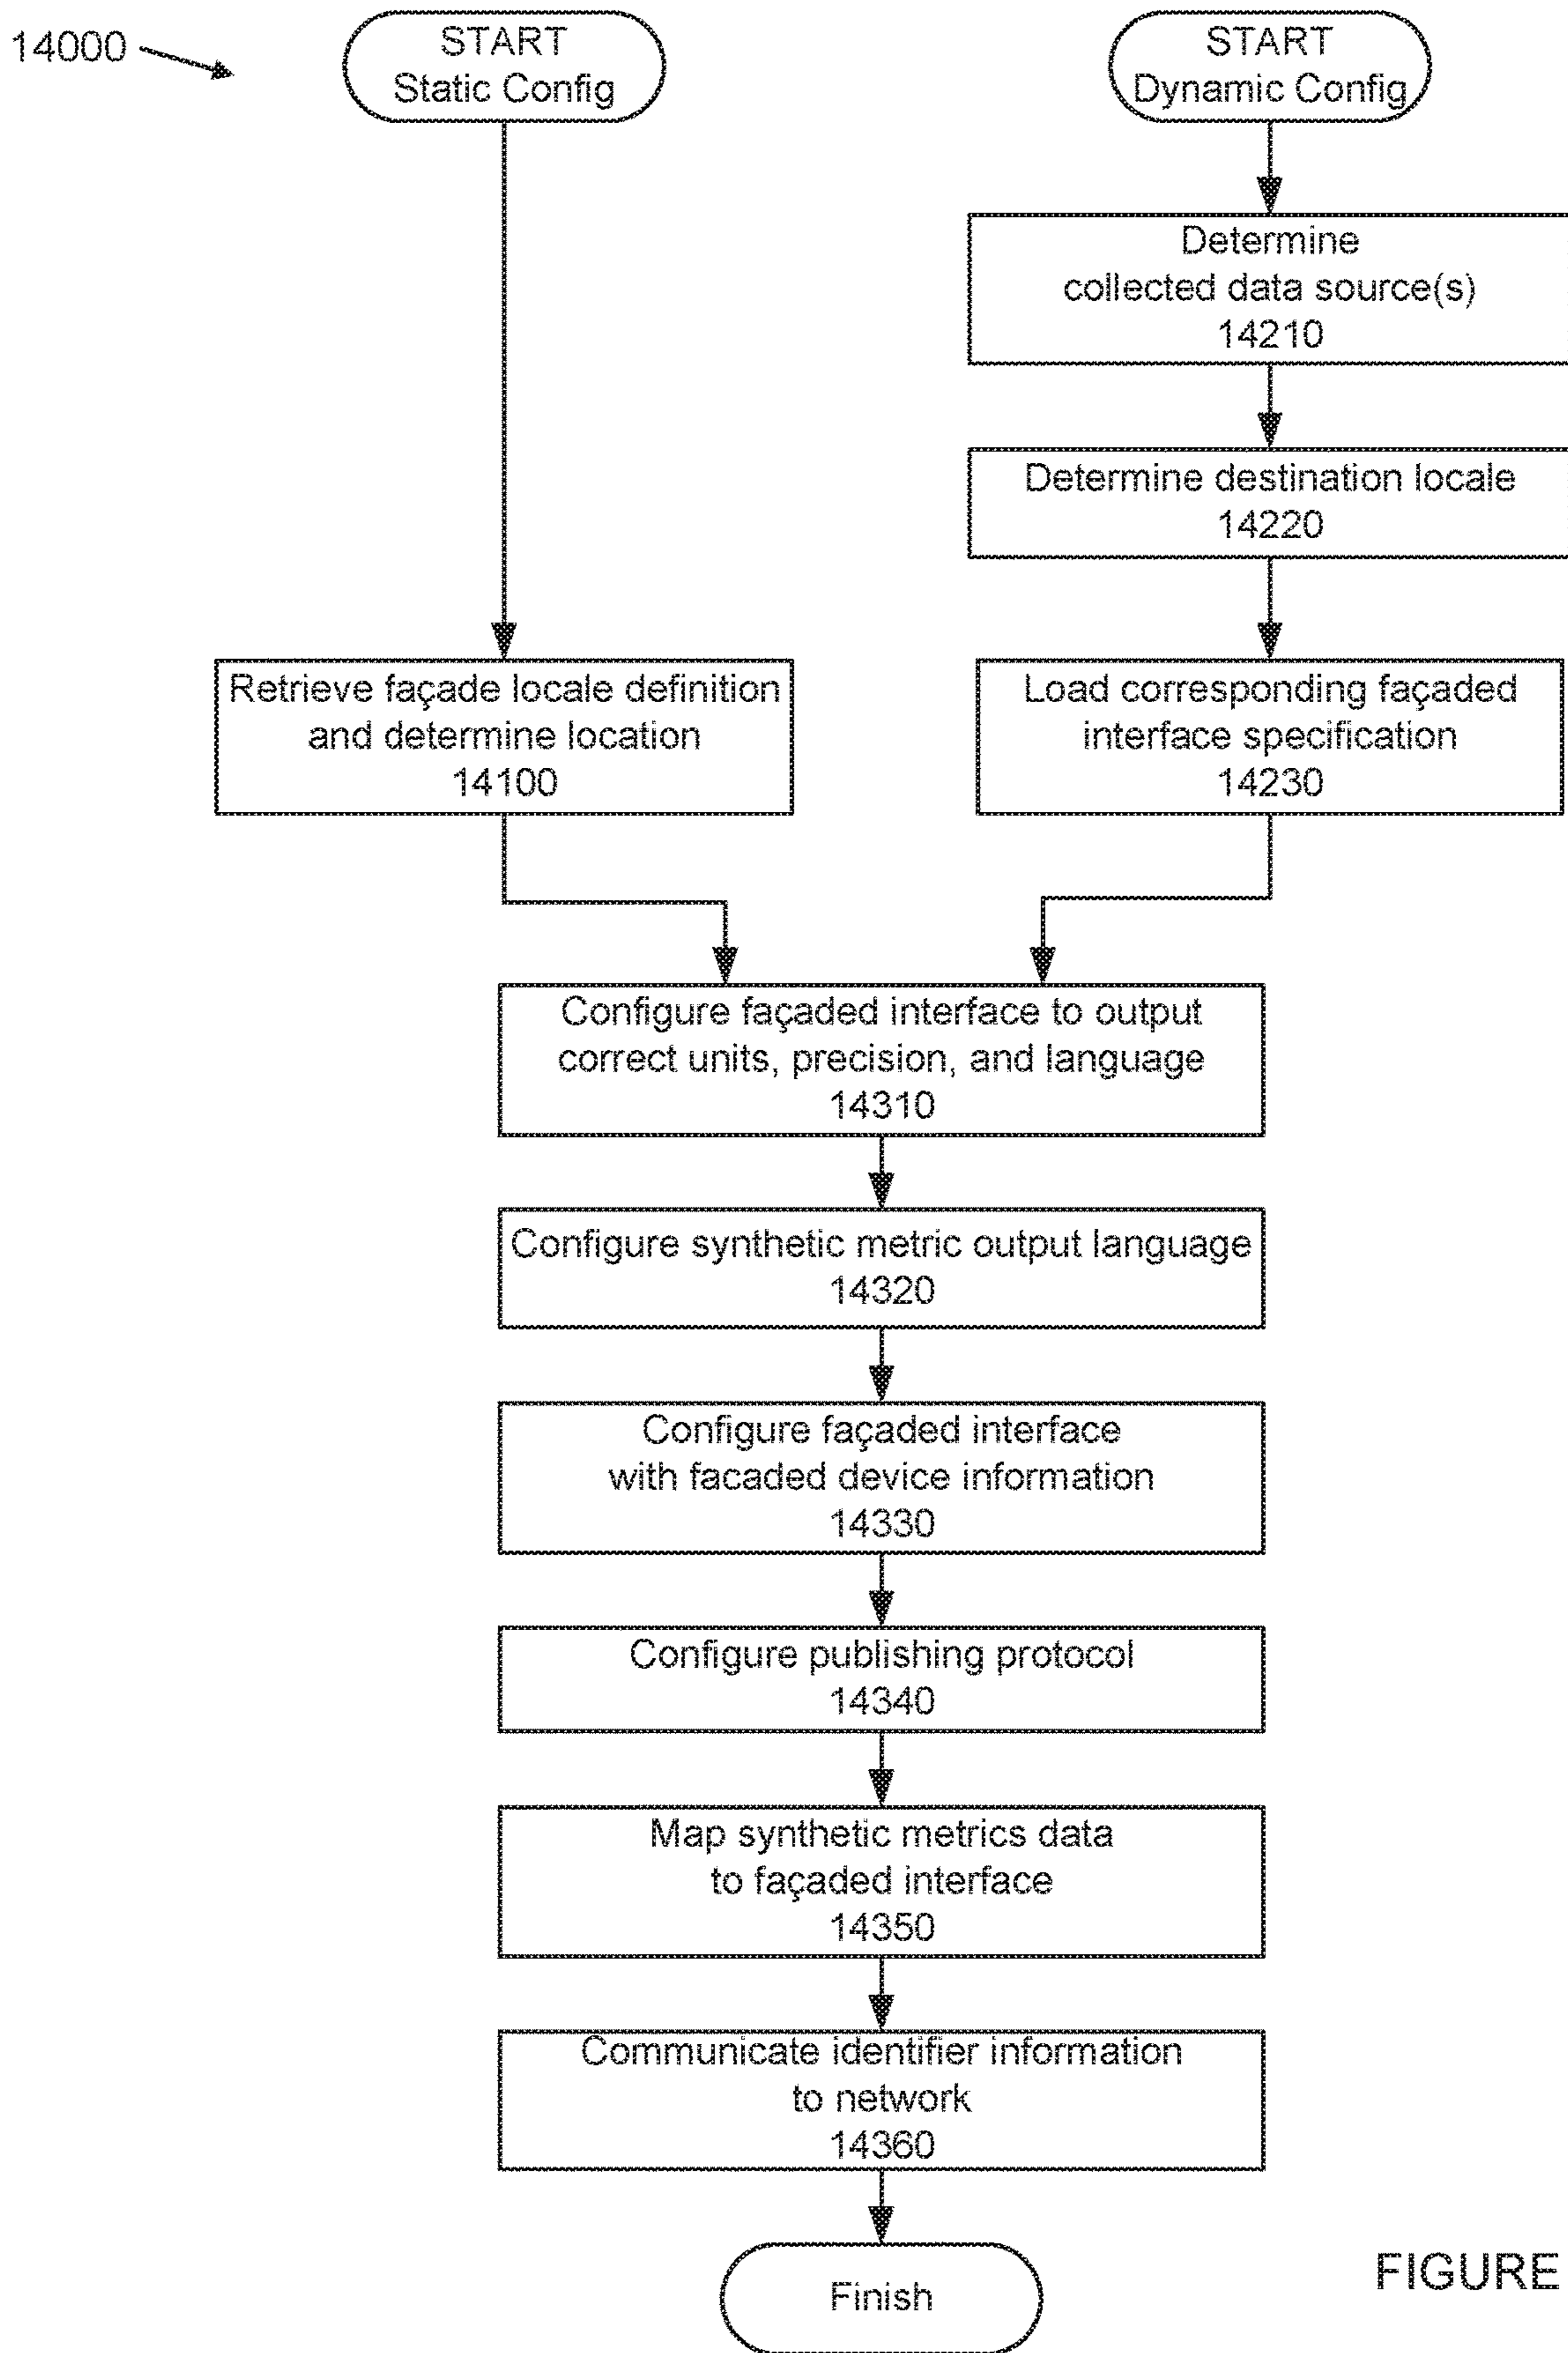 14000
START
Static Config
START
Dynamic Config
Determine
collected data source(s)
14210
Determine destination locale
14220
Retrieve façade locale definition
and determine location
14100
Load corresponding façaded
interface specification
14230
Configure façaded interface to output
correct units, precision, and language
14310
Configure synthetic metric output language
14320
Configure façaded interface
with facaded device information
14330
Configure publishing protocol
14340
Map synthetic metrics data
to façaded interface
14350
Communicate identifier information
to network
14360
Finish
FIGURE